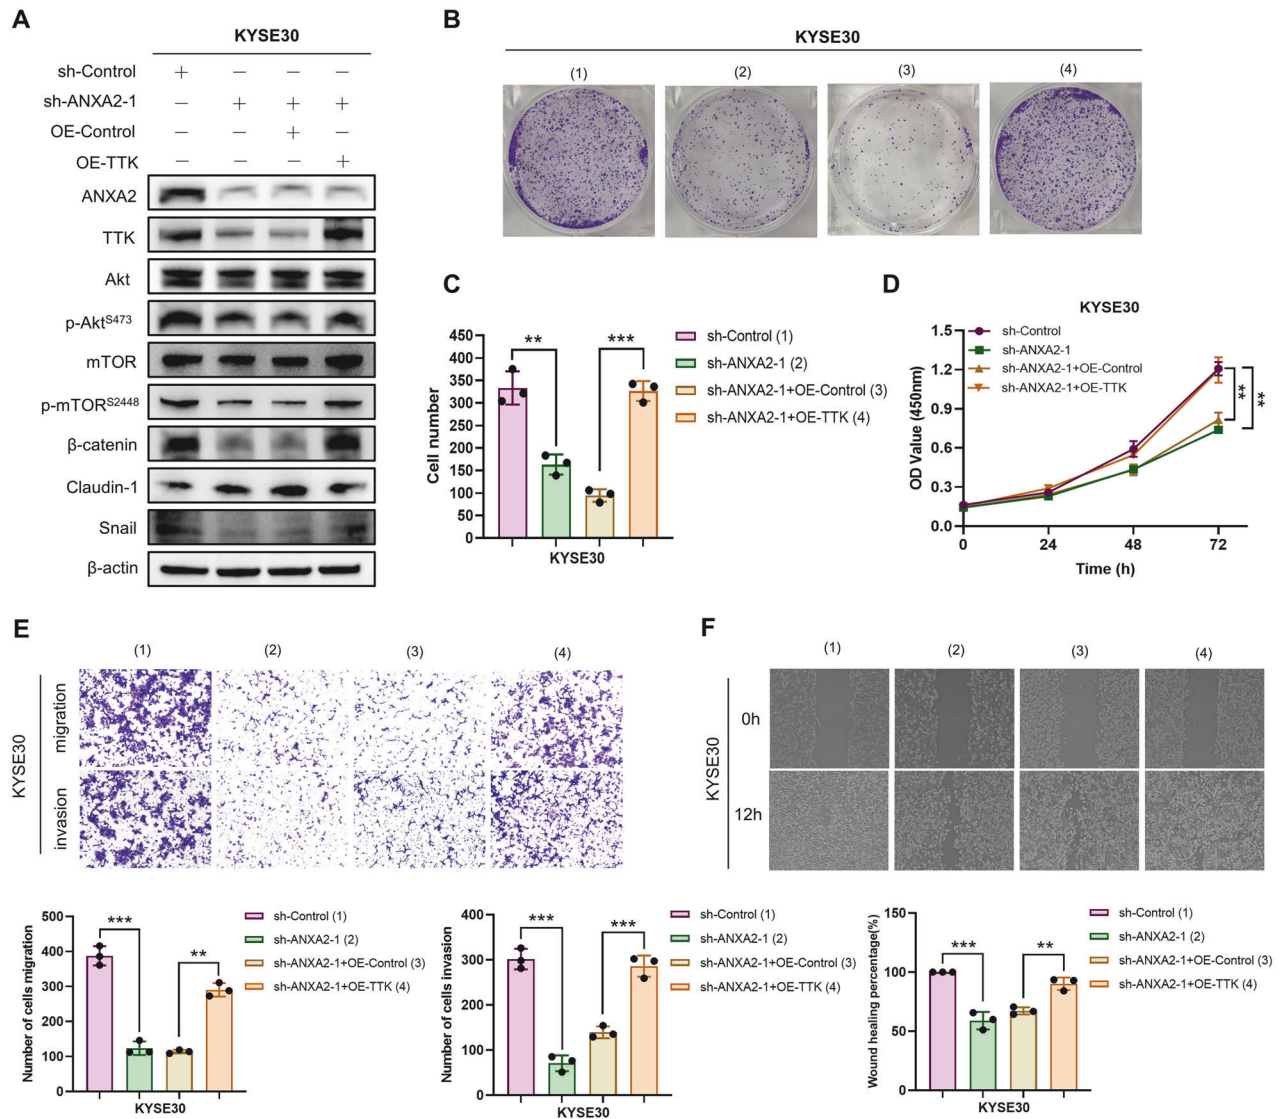 A
KYSE30
sh-Control + − − −
sh-ANXA2-1 − + + +
OE-Control − − + −
OE-TTK − − − +
ANXA2
TTK
Akt
p-AktS473
mTOR
p-mTORS2448
β-catenin
Claudin-1
Snail
β-actin
B
KYSE30
(1) (2) (3) (4)
C
Cell number
450
400
350
300
250
200
150
100
50
0
** ***
KYSE30
sh-Control (1)
sh-ANXA2-1 (2)
sh-ANXA2-1+OE-Control (3)
sh-ANXA2-1+OE-TTK (4)
D
KYSE30
OD Value (450nm)
1.5
1.2
0.9
0.6
0.3
0.0
sh-Control
sh-ANXA2-1
sh-ANXA2-1+OE-Control
sh-ANXA2-1+OE-TTK
** **
0 24 48 72
Time (h)
E
(1) (2) (3) (4)
KYSE30
migration
invasion
Number of cells migration
500
400
300
200
100
0
*** **
KYSE30
sh-Control (1)
sh-ANXA2-1 (2)
sh-ANXA2-1+OE-Control (3)
sh-ANXA2-1+OE-TTK (4)
Number of cells invasion
400
300
200
100
0
*** ***
KYSE30
sh-Control (1)
sh-ANXA2-1 (2)
sh-ANXA2-1+OE-Control (3)
sh-ANXA2-1+OE-TTK (4)
F
(1) (2) (3) (4)
KYSE30
0h
12h
Wound healing percentage(%)
150
100
50
0
*** **
KYSE30
sh-Control (1)
sh-ANXA2-1 (2)
sh-ANXA2-1+OE-Control (3)
sh-ANXA2-1+OE-TTK (4)